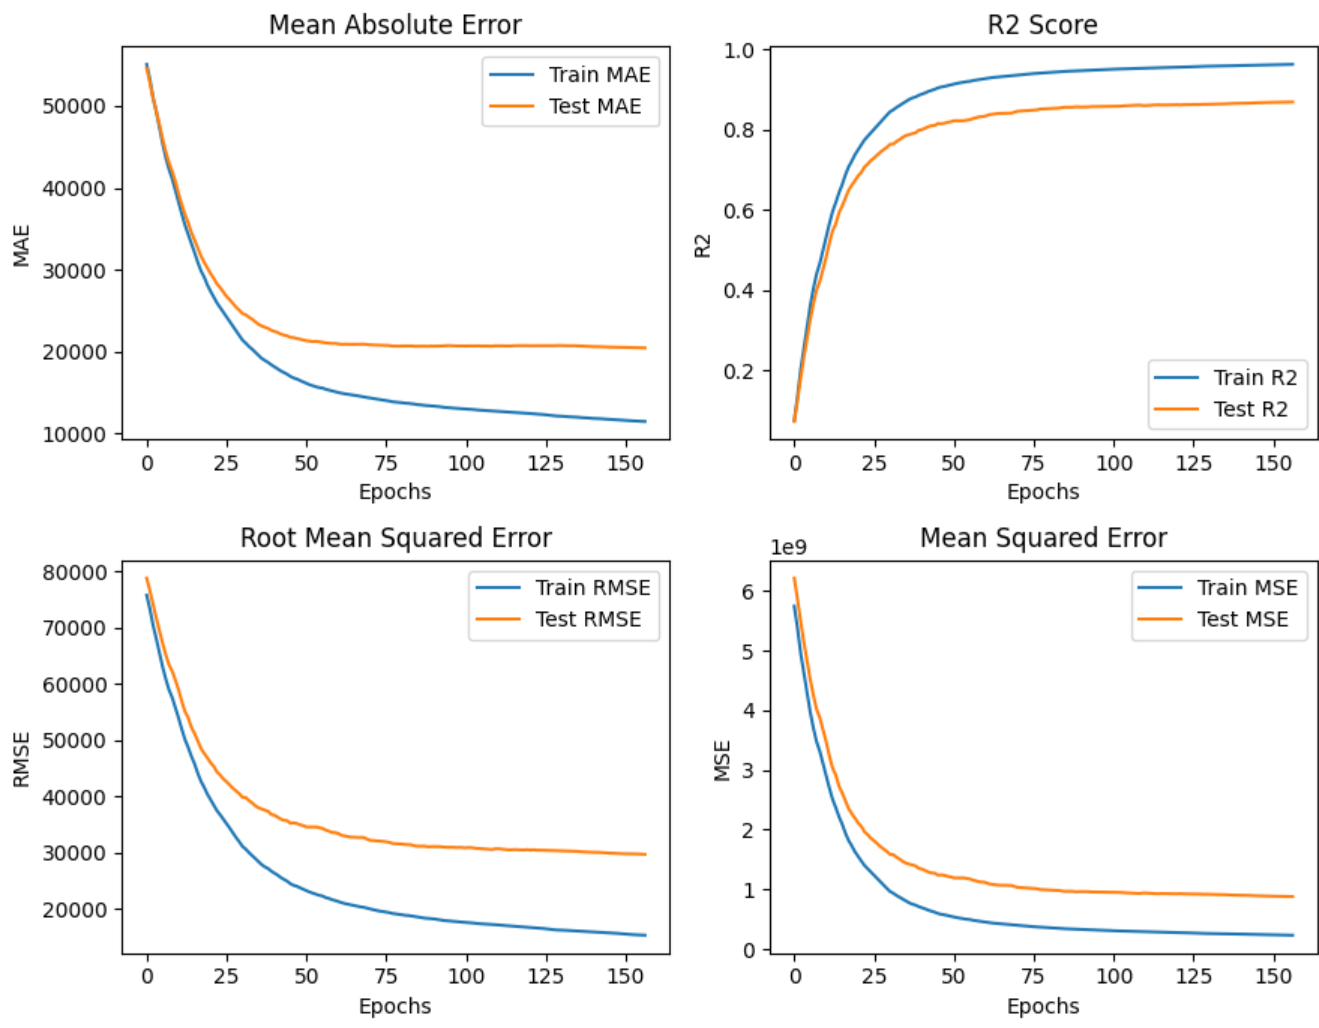 Mean Absolute Error
Train MAE
Test MAE
50000
40000
30000
20000
10000
MAE
0 25 50 75 100 125 150
Epochs
R2 Score
1.0
0.8
0.6
0.4
0.2
R2
Train R2
Test R2
0 25 50 75 100 125 150
Epochs
Root Mean Squared Error
80000
Train RMSE
Test RMSE
70000
60000
50000
40000
30000
20000
RMSE
0 25 50 75 100 125 150
Epochs
Mean Squared Error
1e9
Train MSE
Test MSE
6
5
4
3
2
1
0
MSE
0 25 50 75 100 125 150
Epochs